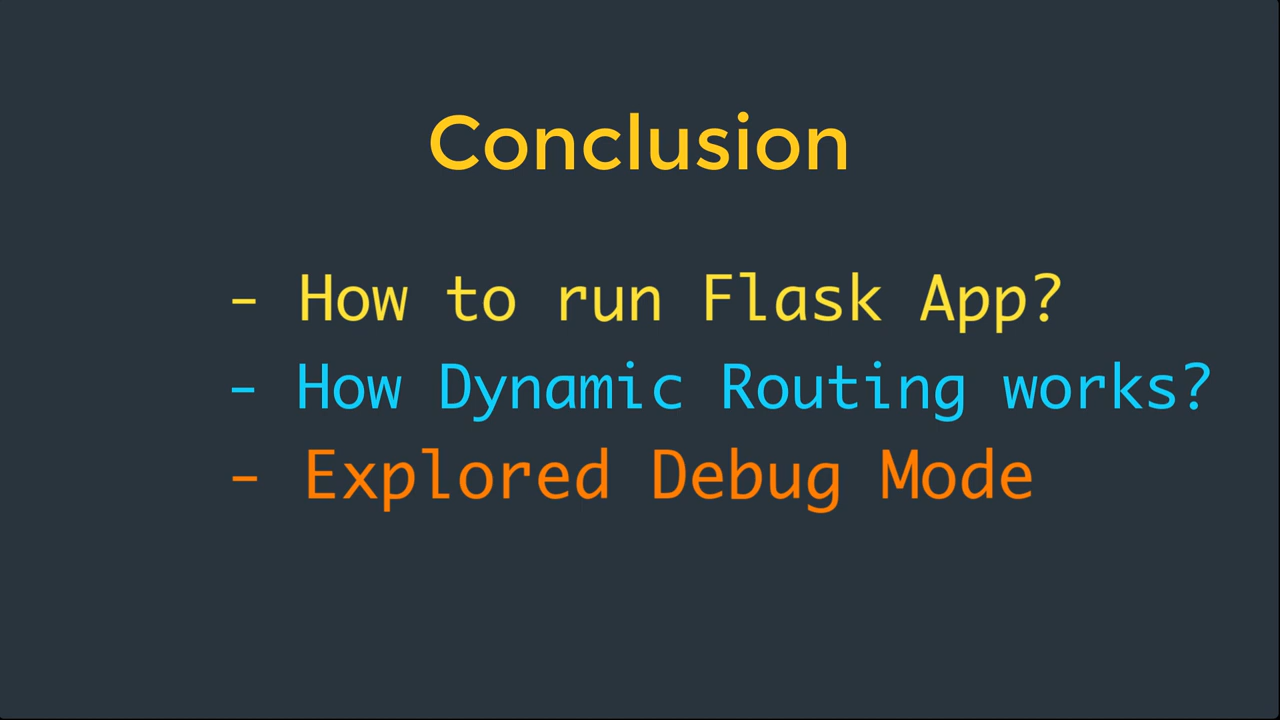 Conclusion
- How to run Flask App?
- How Dynamic Routing works?
- Explored Debug Mode